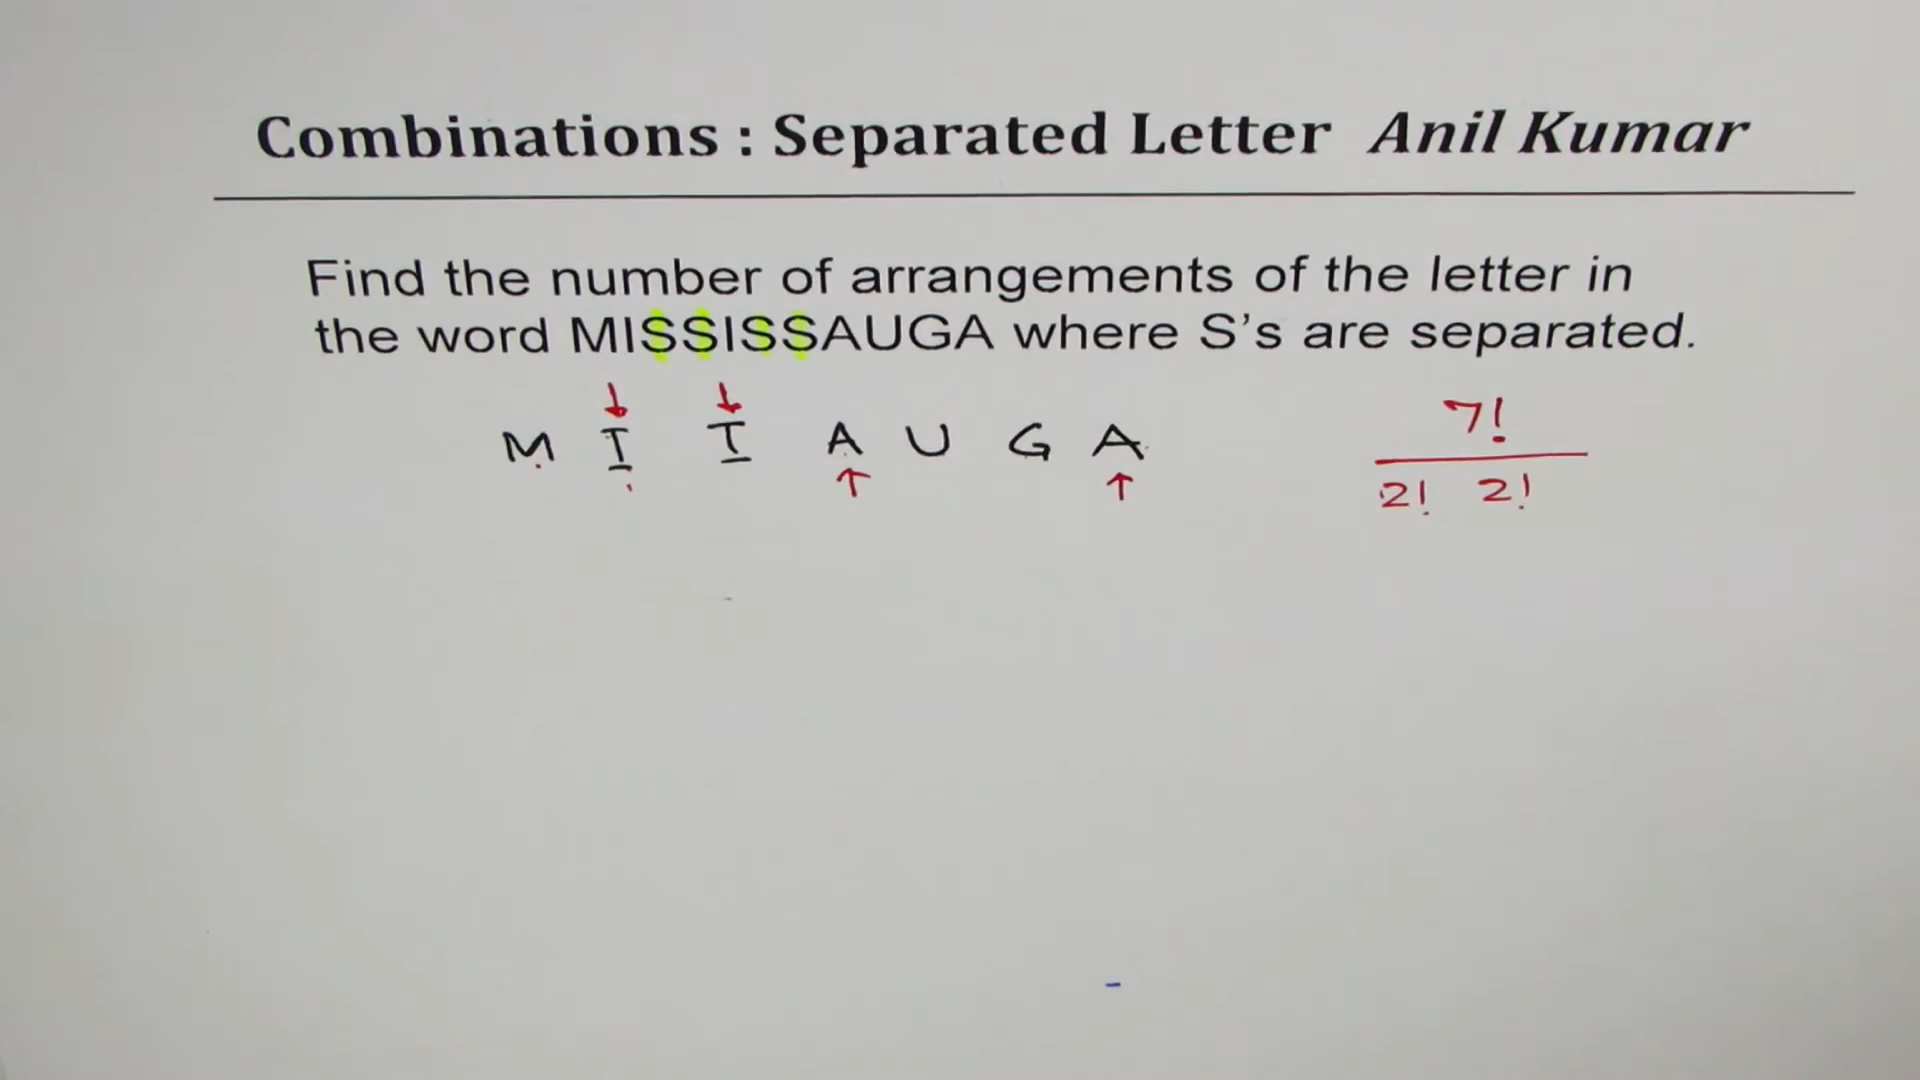 Combinations : Separated Letter Anil Kumar
Find the number of arrangements of the letter in
the word MISSISSAUGA where S's are separated.
M I I A U G A
7!
2! 2!